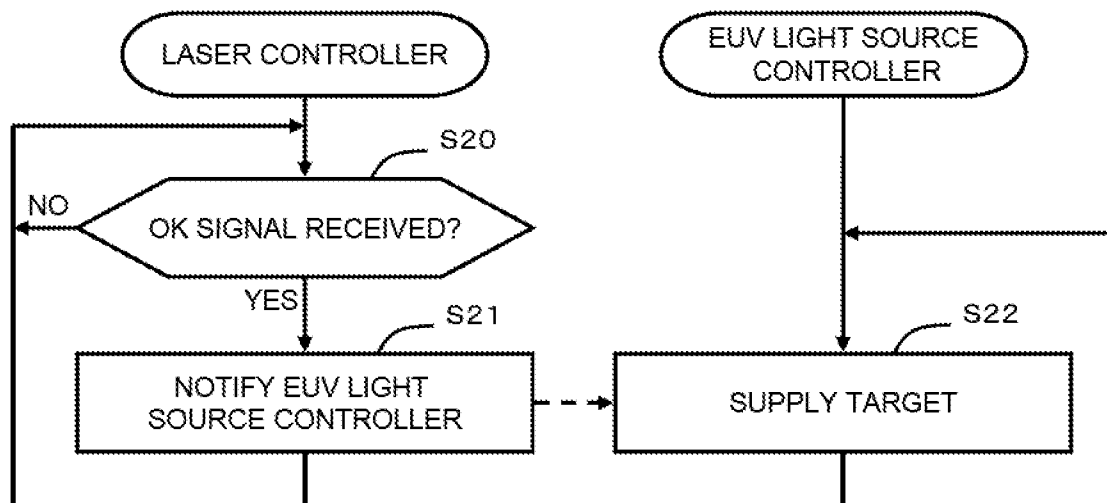 LASER CONTROLLER
EUV LIGHT SOURCE
CONTROLLER
S20
NO
OK SIGNAL RECEIVED?
YES
S21
S22
NOTIFY EUV LIGHT
SOURCE CONTROLLER
SUPPLY TARGET